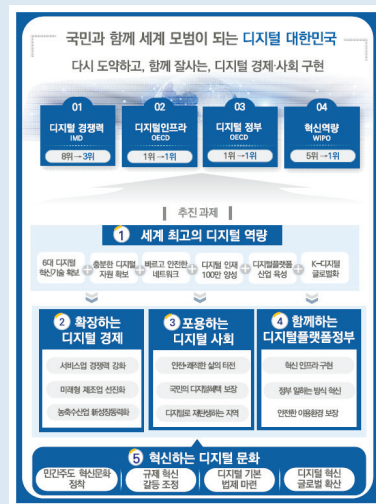 국민과 함께 세계 모범이 되는 디지털 대한민국
다시 도약하고, 함께 잘사는, 디지털 경제·사회 구현
01
디지털 경쟁력
IMD
8위→3위
02
디지털인프라
OECD
1위→1위
03
디지털 정부
OECD
1위→1위
04
혁신역량
WIPO
5위→1위
추진 과제
1 세계 최고의 디지털 역량
6대 디지털
혁신기술 확보
+
충분한 디지털
자원 확보
+
빠르고 안전한
네트워크
+
디지털 인재
100만 양성
+
디지털플랫폼
산업 육성
+
K-디지털
글로벌화
2 확장하는
디지털 경제
서비스업 경쟁력 강화
미래형 제조업 선진화
농축수산업 新성장동력화
3 포용하는
디지털 사회
안전·쾌적한 삶의 터전
국민의 디지털혜택 보장
디지털로 재탄생하는 지역
4 함께하는
디지털플랫폼정부
혁신 인프라 구현
정부 일하는 방식 혁신
안전한 이용환경 보장
5 혁신하는 디지털 문화
민간주도 혁신문화
정착
규제 혁신
갈등 조정
디지털 기본
법제 마련
디지털 혁신
글로벌 확산